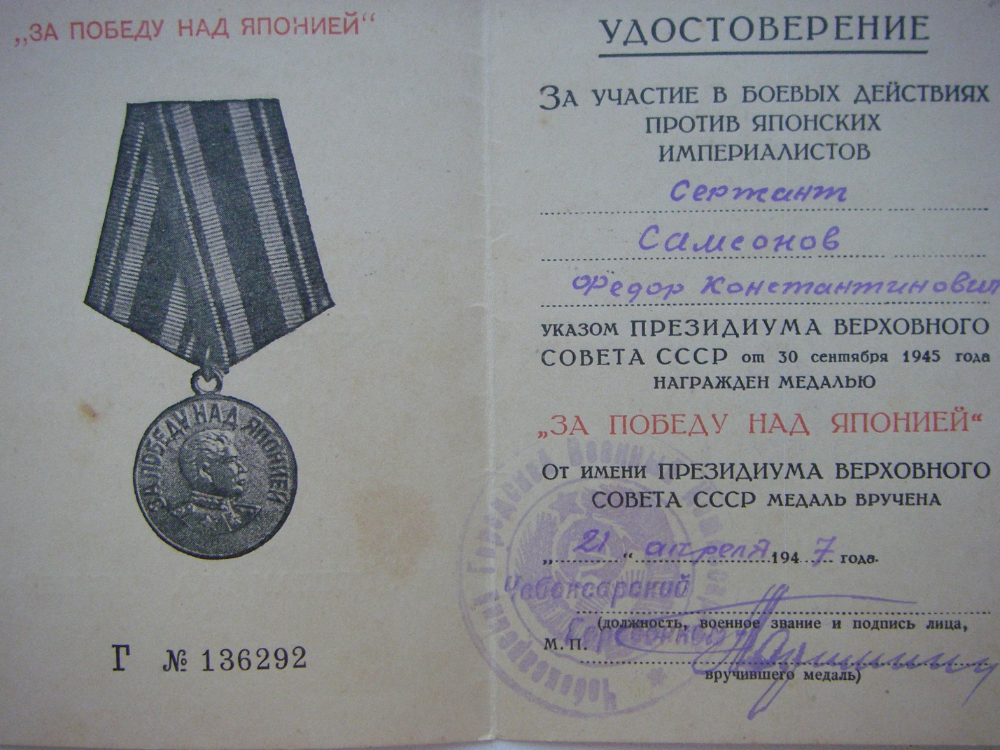 „ЗА ПОБЕДУ НАД ЯПОНИЕЙ“
ЗА ПОБЕДУ НАД ЯПОНИЕЙ
Г № 136292
УДОСТОВЕРЕНИЕ
ЗА УЧАСТИЕ В БОЕВЫХ ДЕЙСТВИЯХ
ПРОТИВ ЯПОНСКИХ
ИМПЕРИАЛИСТОВ
Сержант
Самсонов
Федор Константинович
УКАЗОМ ПРЕЗИДИУМА ВЕРХОВНОГО
СОВЕТА СССР от 30 сентября 1945 года
НАГРАЖДЕН МЕДАЛЬЮ
„ЗА ПОБЕДУ НАД ЯПОНИЕЙ“
ОТ ИМЕНИ ПРЕЗИДИУМА ВЕРХОВНОГО
СОВЕТА СССР МЕДАЛЬ ВРУЧЕНА
„21“ апреля 1947 года.
Чебоксарский
(должность, военное звание и подпись лица,
М. П.
вручившего медаль)